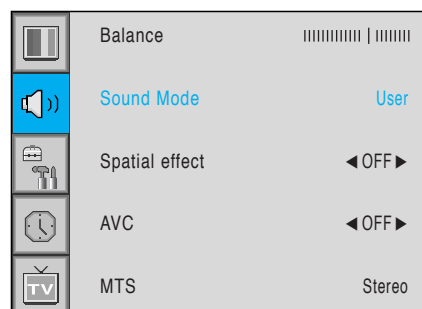 Balance
Sound Mode User
Spatial effect ◀OFF▶
AVC ◀OFF▶
MTS Stereo
TV